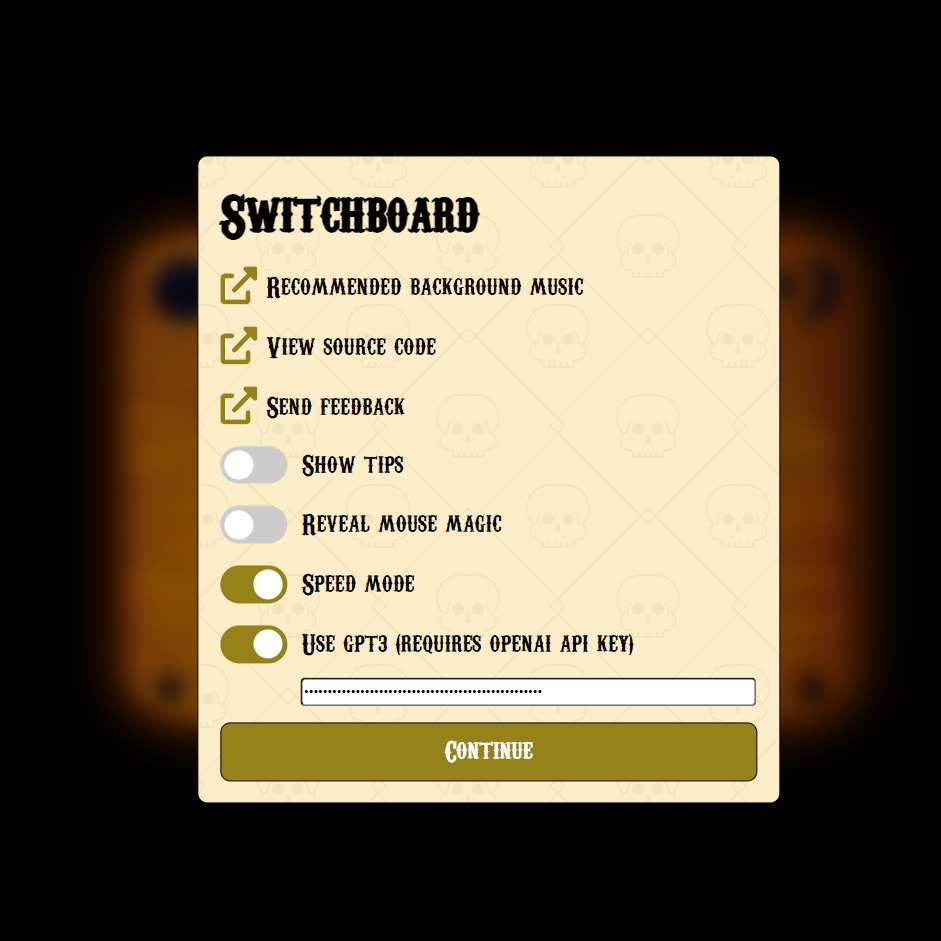 Switchboard
Recommended background music
View source code
Send feedback
Show tips
Reveal mouse magic
Speed mode
Use gpt3 (requires openai api key)
Continue